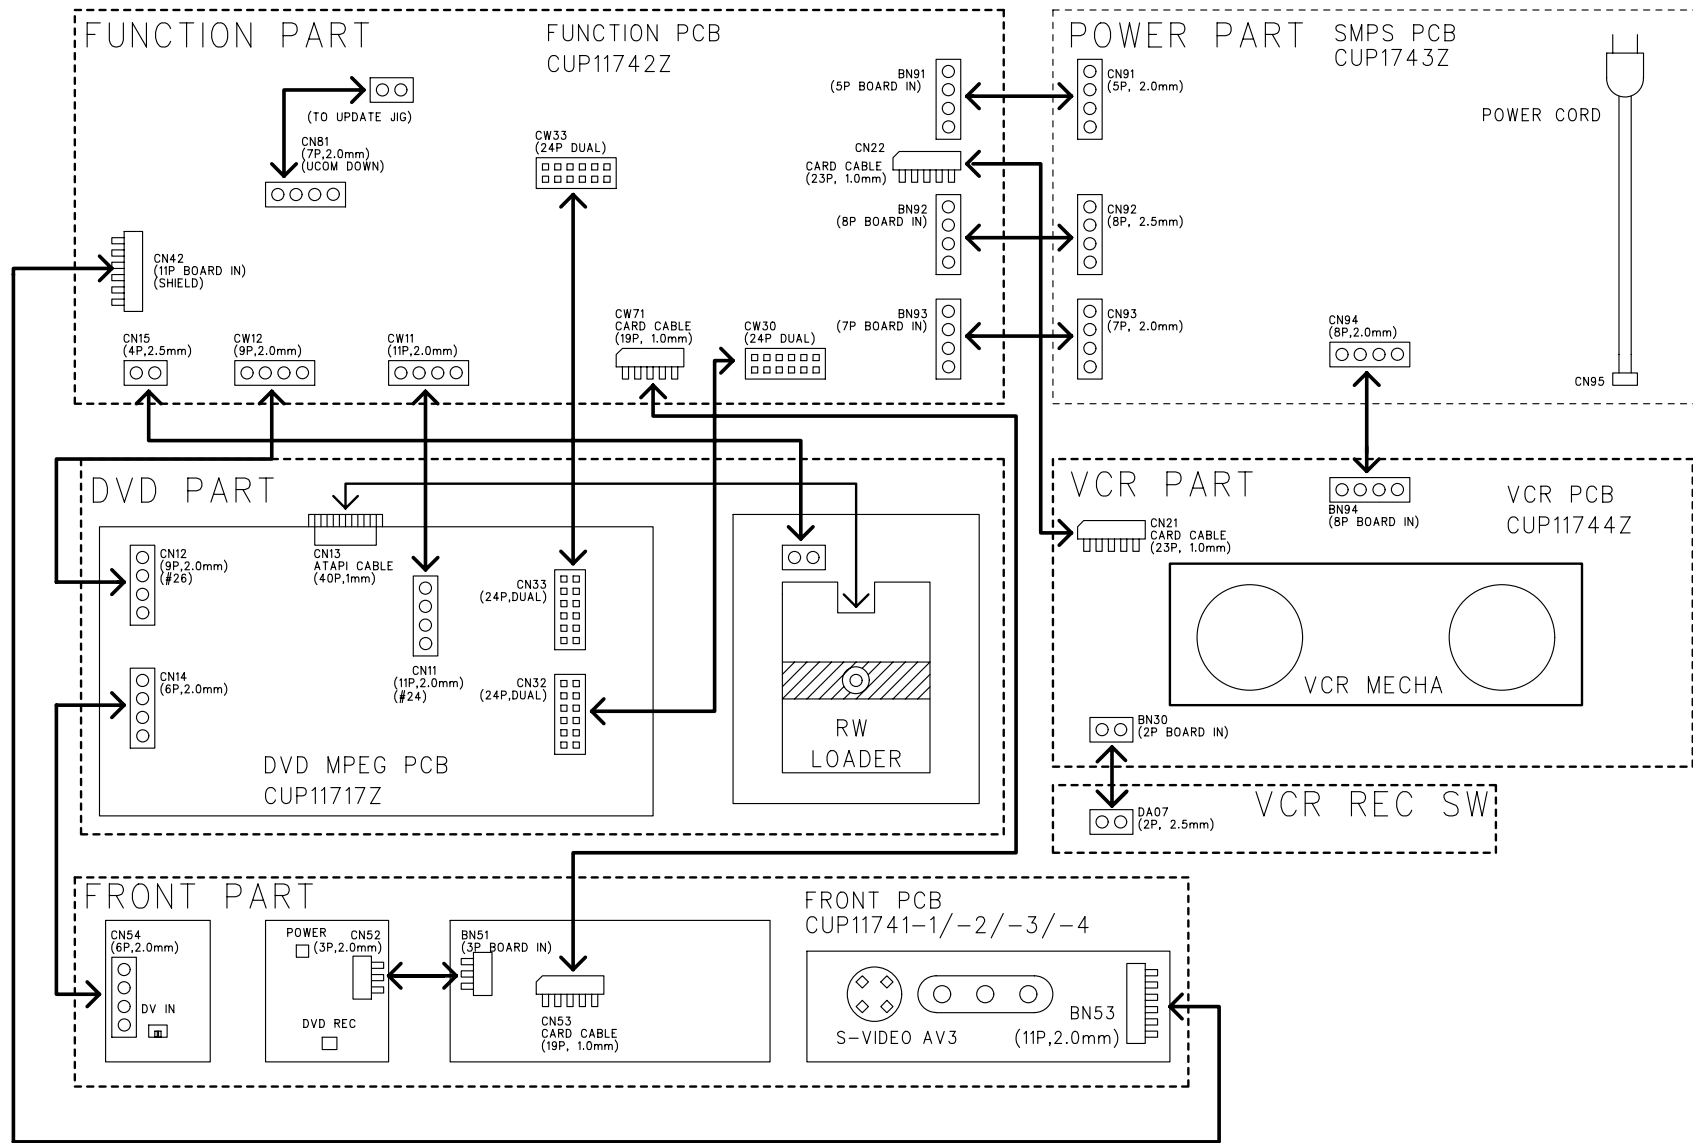 FUNCTION PART
FUNCTION PCB
CUP11742Z
(TO UPDATE JIG)
CN81
(7P,2.0mm)
(UCOM DOWN)
CW33
(24P DUAL)
BN91
(5P BOARD IN)
CN22
CARD CABLE
(23P, 1.0mm)
BN92
(8P BOARD IN)
BN93
(7P BOARD IN)
CN42
(11P BOARD IN)
(SHIELD)
CN15
(4P,2.5mm)
CW12
(9P,2.0mm)
CW11
(11P,2.0mm)
CW71
CARD CABLE
(19P, 1.0mm)
CW30
(24P DUAL)
POWER PART
SMPS PCB
CUP1743Z
CN91
(5P, 2.0mm)
POWER CORD
CN92
(8P, 2.5mm)
CN93
(7P, 2.0mm)
CN94
(8P,2.0mm)
CN95
DVD PART
CN12
(9P,2.0mm)
(#26)
CN13
ATAPI CABLE
(40P,1mm)
CN33
(24P,DUAL)
CN14
(6P,2.0mm)
CN11
(11P,2.0mm)
(#24)
CN32
(24P,DUAL)
DVD MPEG PCB
CUP11717Z
RW
LOADER
VCR PART
BN94
(8P BOARD IN)
VCR PCB
CUP11744Z
CN21
CARD CABLE
(23P, 1.0mm)
VCR MECHA
BN30
(2P BOARD IN)
VCR REC SW
DA07
(2P, 2.5mm)
FRONT PART
FRONT PCB
CUP11741-1/-2/-3/-4
CN54
(6P,2.0mm)
DV IN
POWER
CN52
(3P,2.0mm)
DVD REC
BN51
(3P BOARD IN)
CN53
CARD CABLE
(19P, 1.0mm)
S-VIDEO AV3
BN53
(11P,2.0mm)